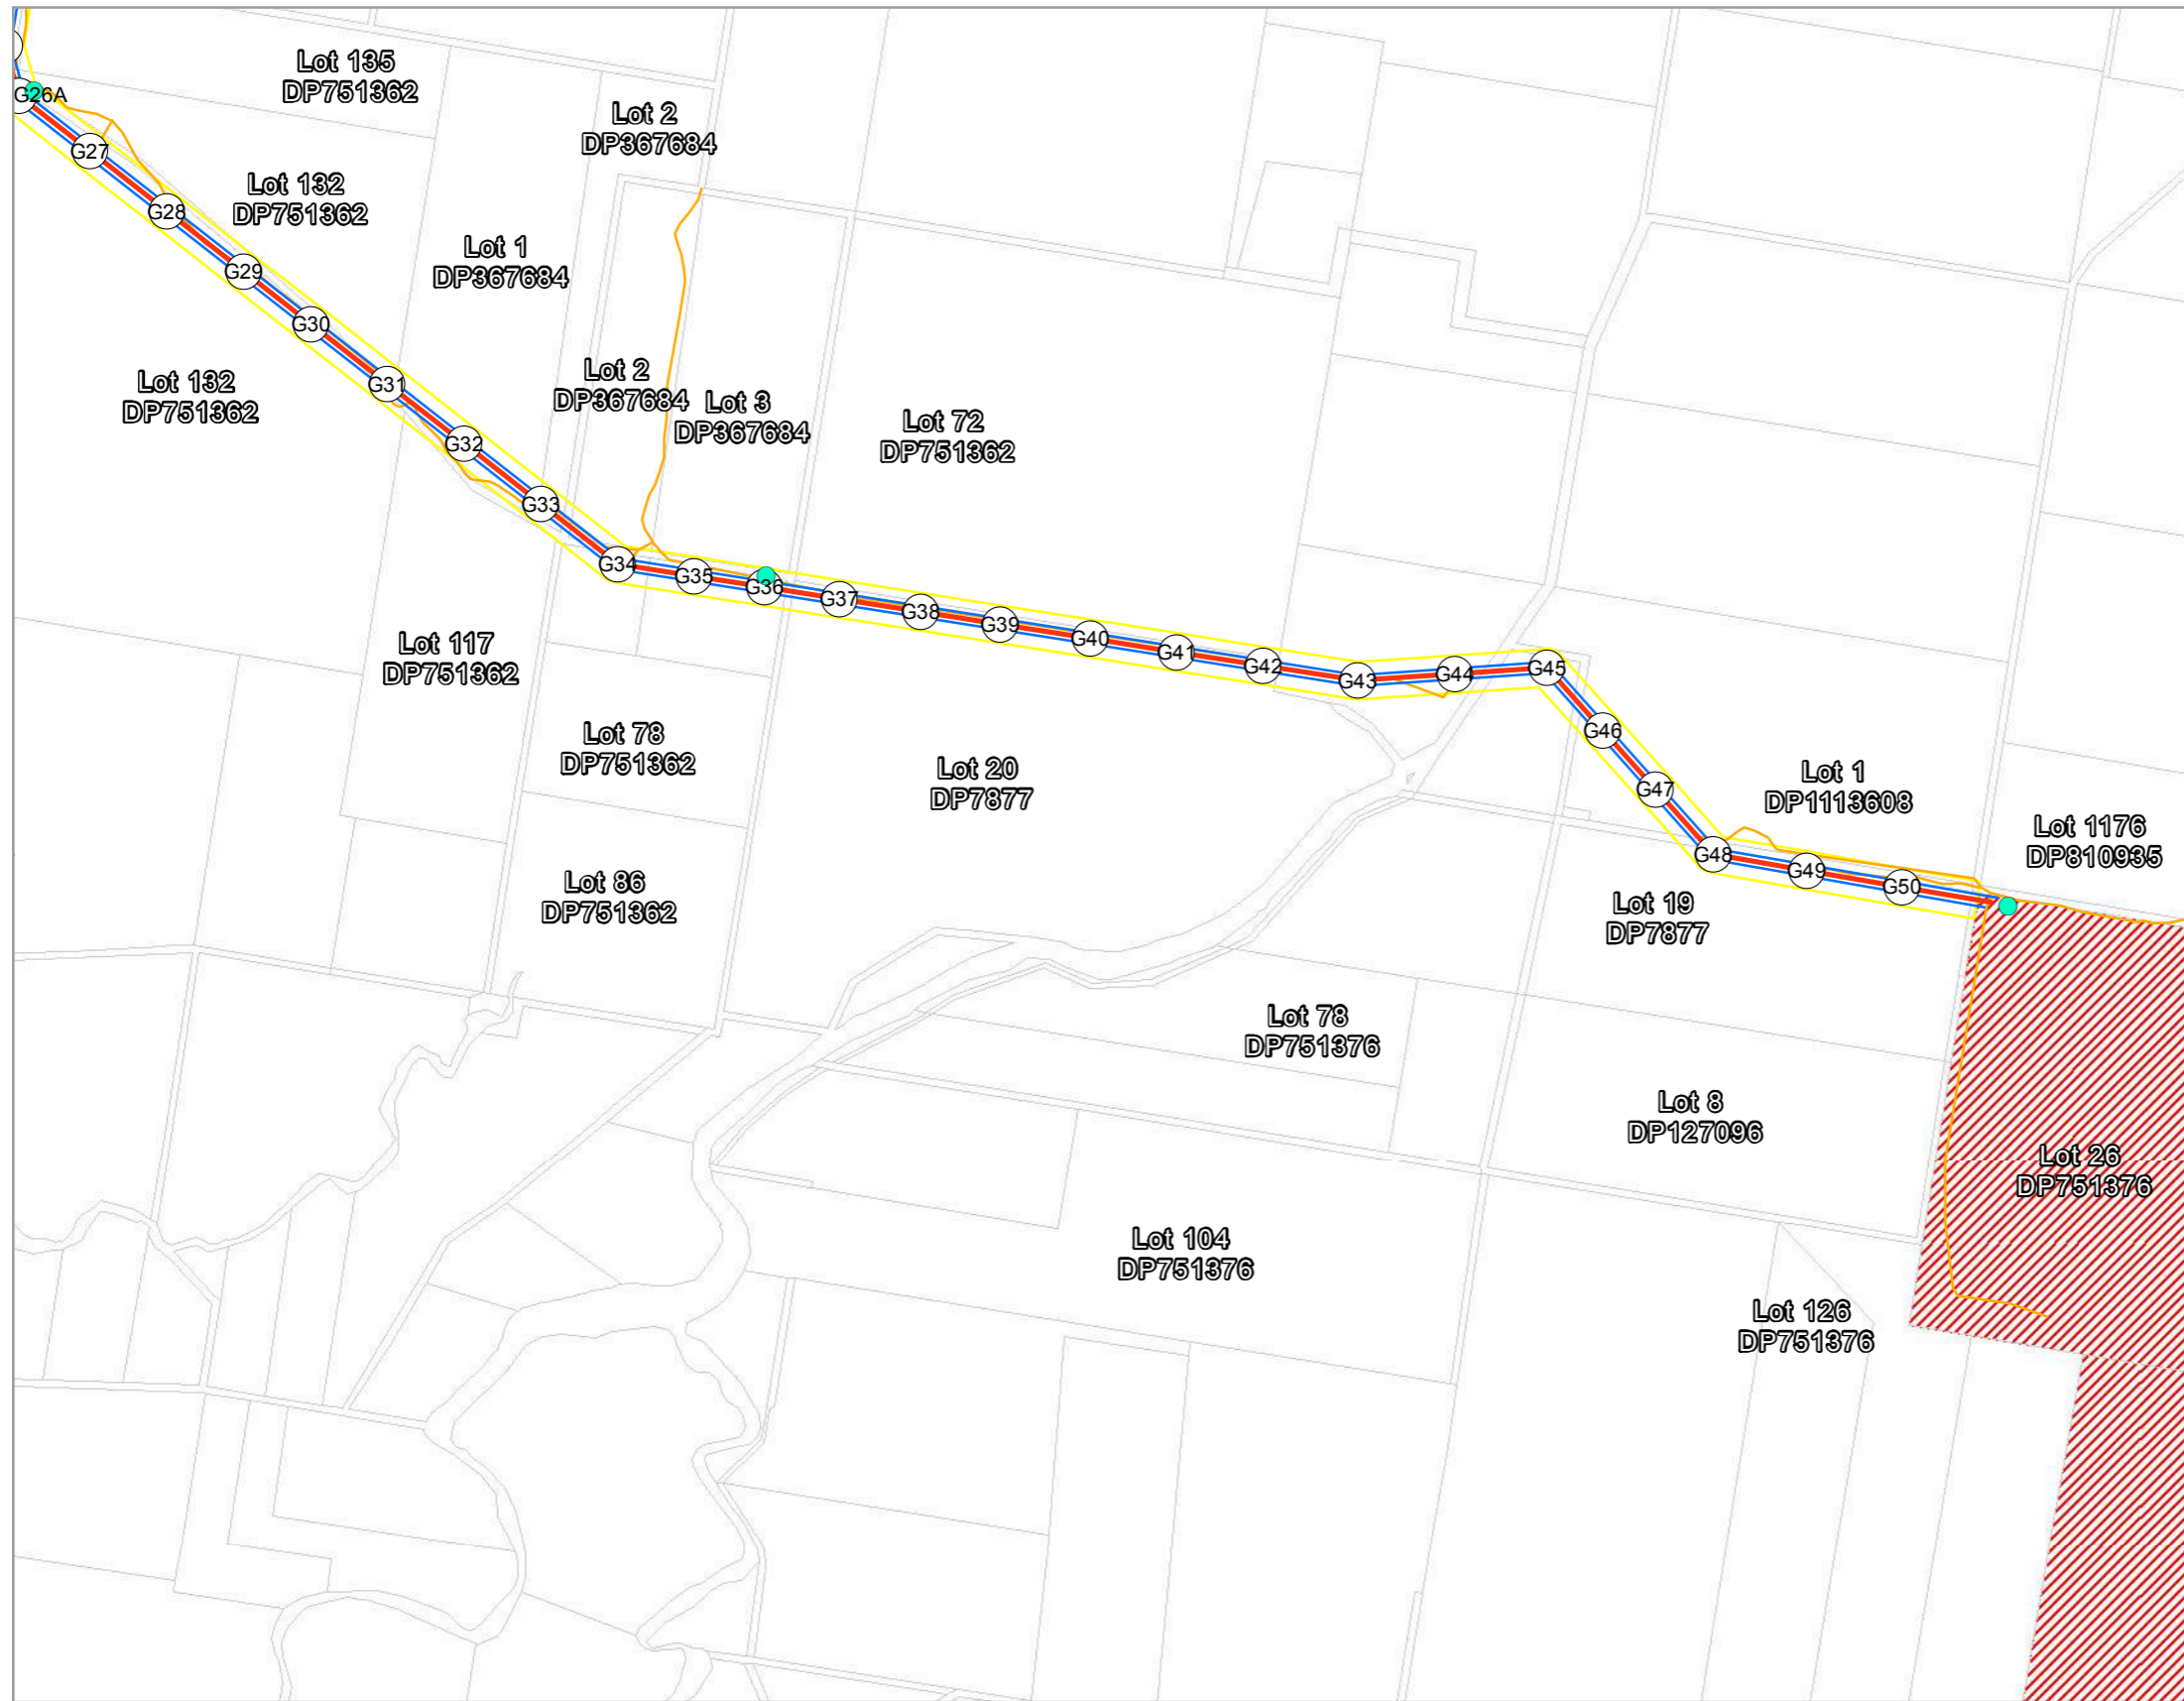 Lot 135
DP751362
G26A
Lot 2
DP367684
G27
Lot 132
DP751362
G28
Lot 1
DP367684
G29
G30
Lot 132
DP751362
G31
Lot 2
DP367684
Lot 3
DP367684
Lot 72
DP751362
G32
G33
G34
G35
G36
G37
G38
G39
G40
G41
G42
G43
G44
G45
G46
G47
G48
G49
G50
Lot 117
DP751362
Lot 78
DP751362
Lot 20
DP7877
Lot 1
DP1113608
Lot 1176
DP810935
Lot 86
DP751362
Lot 19
DP7877
Lot 78
DP751376
Lot 8
DP127096
Lot 26
DP751376
Lot 104
DP751376
Lot 126
DP751376